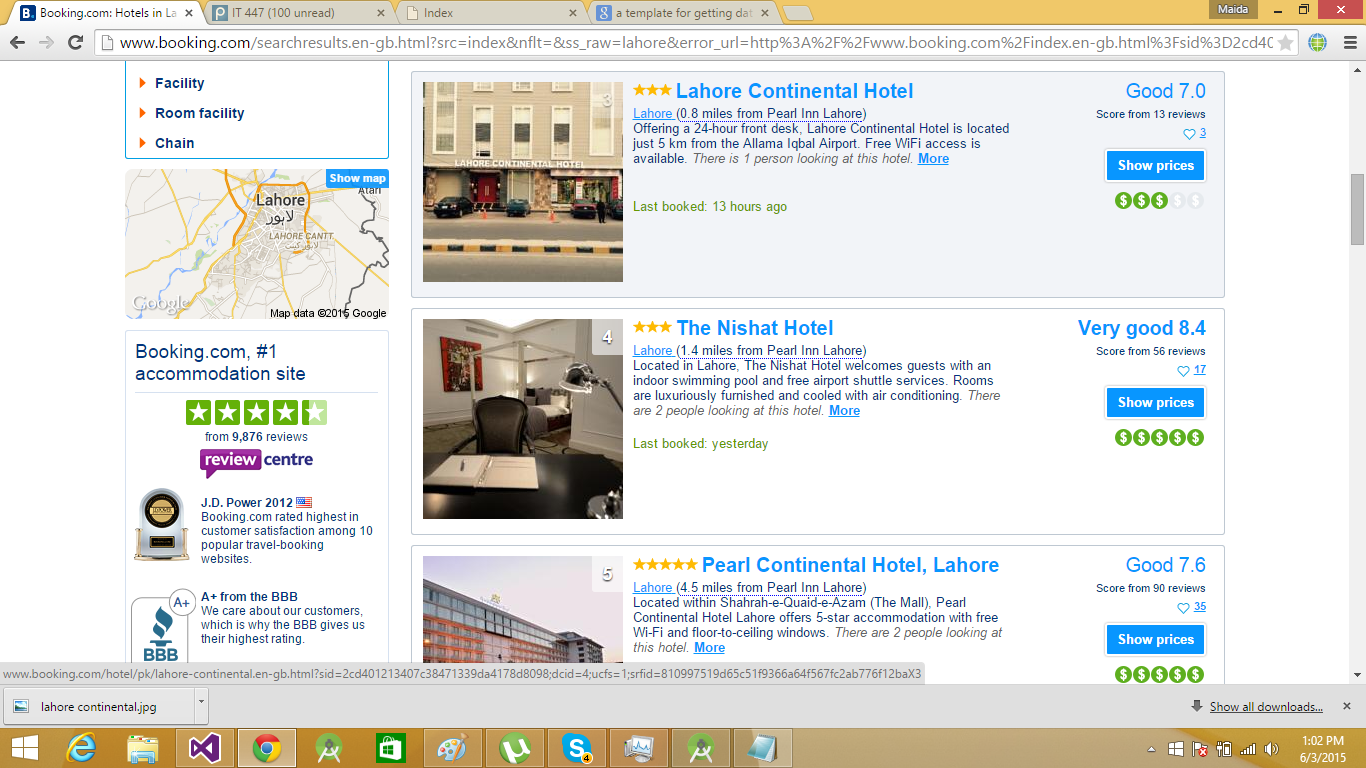 Booking.com: Hotels in La
IT 447 (100 unread)
Index
a template for getting dat
Maida
www.booking.com/searchresults.en-gb.html?src=index&nflt=&ss_raw=lahore&error_url=http%3A%2F%2Fwww.booking.com%2Findex.en-gb.html%3Fsid%3D2cd40
Facility
Room facility
Chain
Show map
Attari
Lahore
لاہور
LAHORE CANTT.
Google
Map data ©2015 Google
Booking.com, #1
accommodation site
from 9,876 reviews
review centre
J.D. Power 2012
Booking.com rated highest in
customer satisfaction among 10
popular travel-booking
websites.
A+
A+ from the BBB
We care about our customers,
which is why the BBB gives us
their highest rating.
BBB
3
LAHORE CONTINENTAL HOTEL
Lahore Continental Hotel
Good 7.0
Lahore (0.8 miles from Pearl Inn Lahore)
Score from 13 reviews
Offering a 24-hour front desk, Lahore Continental Hotel is located
3
just 5 km from the Allama Iqbal Airport. Free WiFi access is
available. There is 1 person looking at this hotel. More
Show prices
$ $ $ $ $
Last booked: 13 hours ago
4
The Nishat Hotel
Very good 8.4
Lahore (1.4 miles from Pearl Inn Lahore)
Score from 56 reviews
Located in Lahore, The Nishat Hotel welcomes guests with an
17
indoor swimming pool and free airport shuttle services. Rooms
are luxuriously furnished and cooled with air conditioning. There
are 2 people looking at this hotel. More
Show prices
$ $ $ $ $
Last booked: yesterday
5
Pearl Continental Hotel, Lahore
Good 7.6
Lahore (4.5 miles from Pearl Inn Lahore)
Score from 90 reviews
Located within Shahrah-e-Quaid-e-Azam (The Mall), Pearl
35
Continental Hotel Lahore offers 5-star accommodation with free
Wi-Fi and floor-to-ceiling windows. There are 2 people looking at
this hotel. More
Show prices
$ $ $ $ $
www.booking.com/hotel/pk/lahore-continental.en-gb.html?sid=2cd401213407c38471339da4178d8098;dcid=4;ucfs=1;srfid=810997519d65c51f9366a64f567fc2ab776f12baX3
lahore continental.jpg
Show all downloads...
4
1:02 PM
6/3/2015